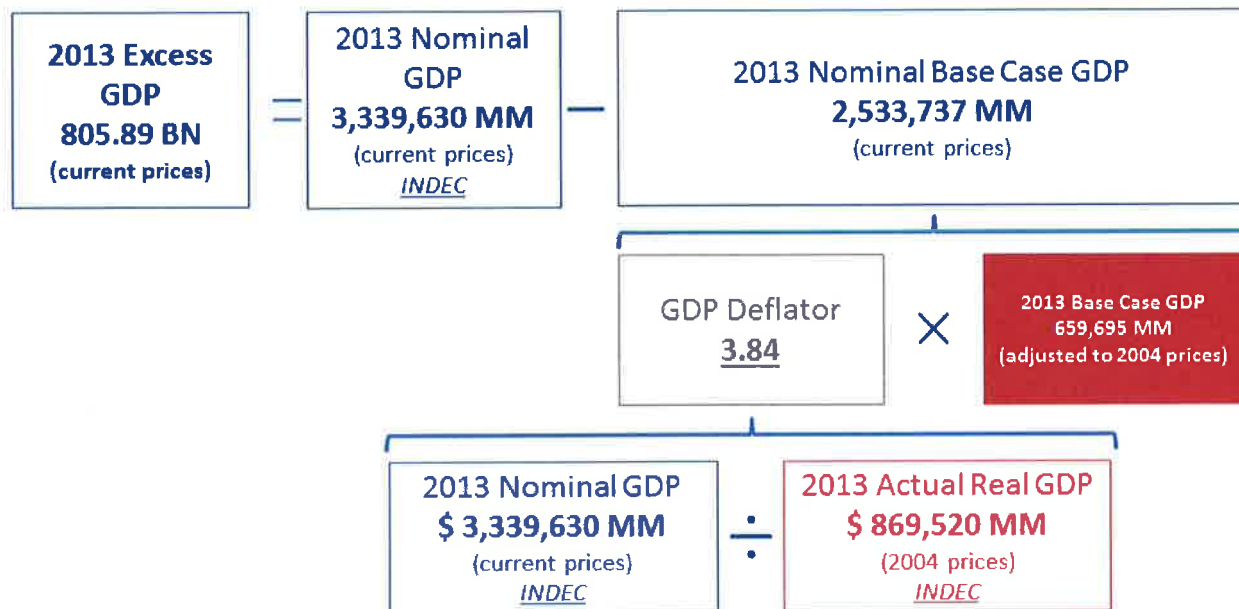 2013 Excess
GDP
805.89 BN
(current prices)
=
2013 Nominal
GDP
3,339,630 MM
(current prices)
INDEC
−
2013 Nominal Base Case GDP
2,533,737 MM
(current prices)
GDP Deflator
3.84
×
2013 Base Case GDP
659,695 MM
(adjusted to 2004 prices)
2013 Nominal GDP
$ 3,339,630 MM
(current prices)
INDEC
÷
2013 Actual Real GDP
$ 869,520 MM
(2004 prices)
INDEC